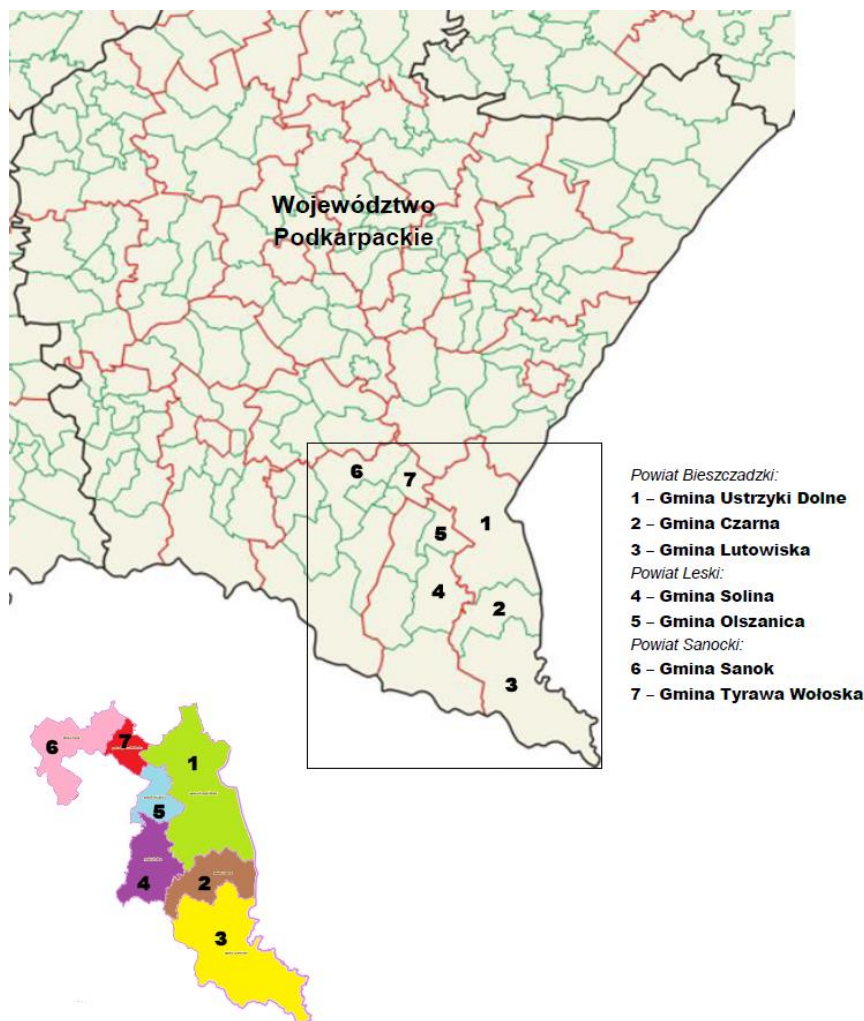 Województwo
Podkarpackie
6
7
1
5
4
2
3
Powiat Bieszczadzki:
1 – Gmina Ustrzyki Dolne
2 – Gmina Czarna
3 – Gmina Lutowiska
Powiat Leski:
4 – Gmina Solina
5 – Gmina Olszanica
Powiat Sanocki:
6 – Gmina Sanok
7 – Gmina Tyrawa Wołoska
6
7
1
5
4
2
3